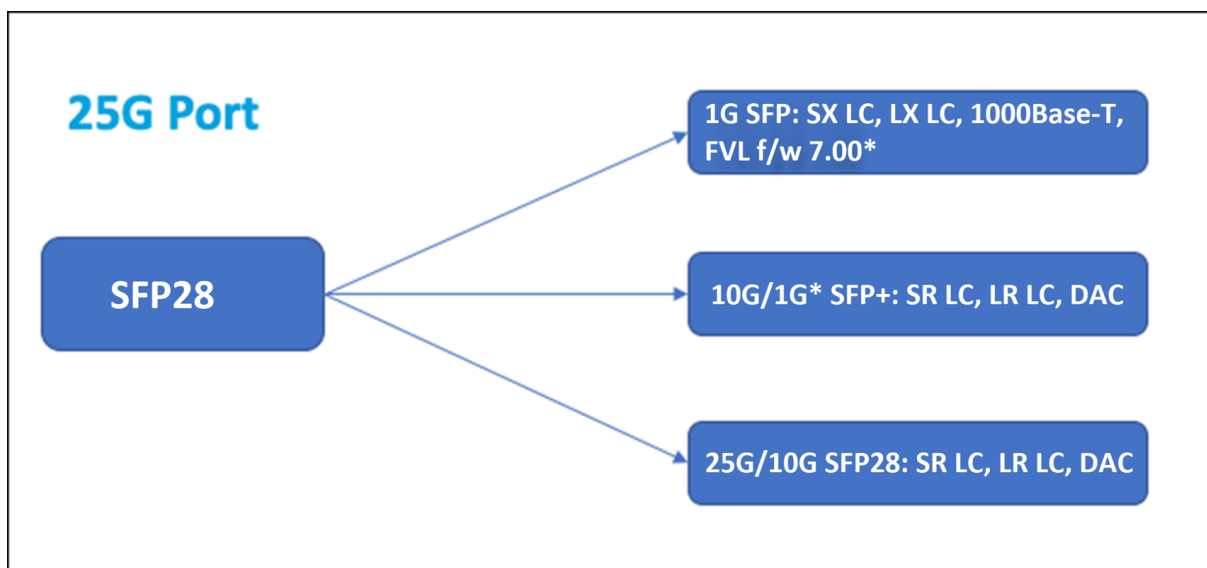 25G Port
1G SFP: SX LC, LX LC, 1000Base-T,
FVL f/w 7.00*
SFP28
10G/1G* SFP+: SR LC, LR LC, DAC
25G/10G SFP28: SR LC, LR LC, DAC